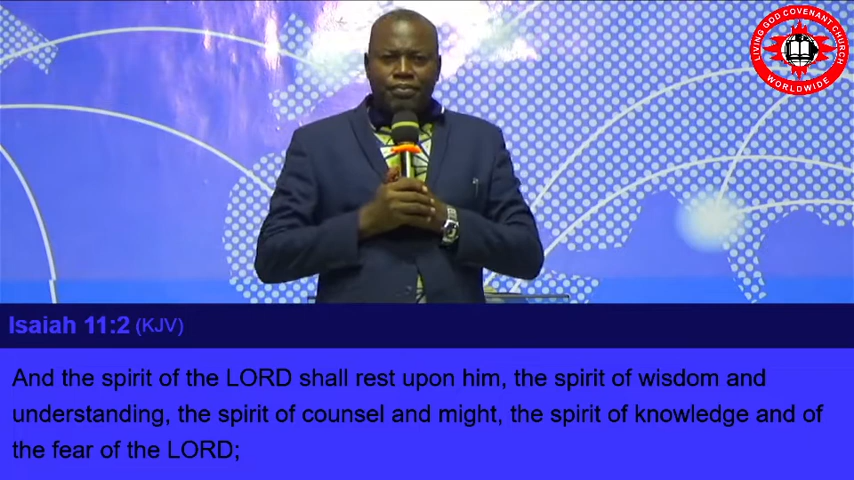 LIVING GOD COVENANT CHURCH
WORLDWIDE
Isaiah 11:2 (KJV)
And the spirit of the LORD shall rest upon him, the spirit of wisdom and
understanding, the spirit of counsel and might, the spirit of knowledge and of
the fear of the LORD;